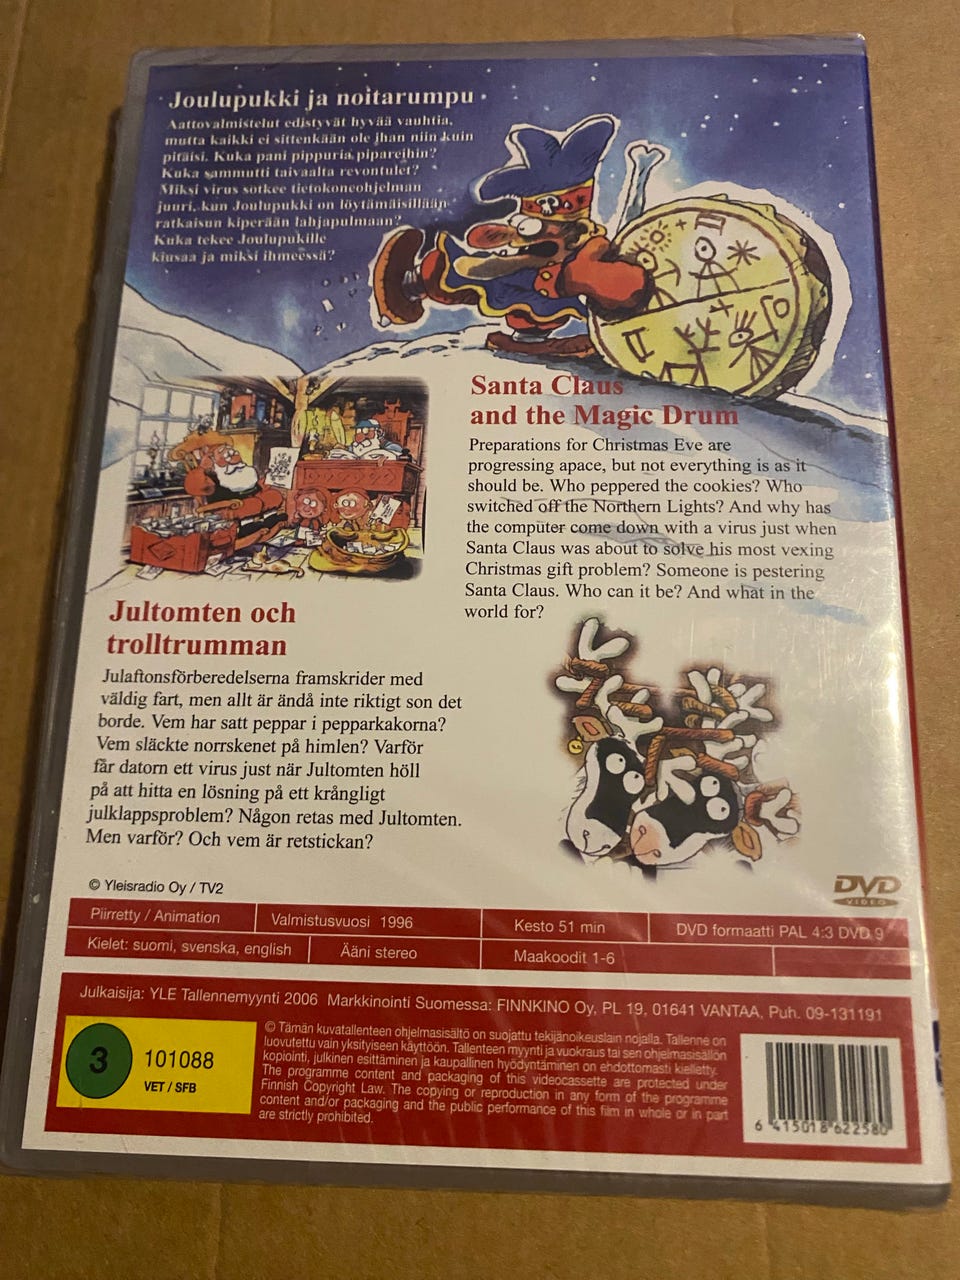 Joulupukki ja noitarumpu
Aattovalmistelut edistyvät hyvää vauhtia,
mutta kaikki ei sittenkään ole ihan niin kuin
pitäisi. Kuka pani pippuria pipareihin?
Kuka sammutti taivaalta revontulet?
Miksi virus sotkee tietokoneohjelman
juuri, kun Joulupukki on löytämäisillään
ratkaisun kiperään lahjapulmaan?
Kuka tekee Joulupukille
kiusaa ja miksi ihmeessä?
Santa Claus
and the Magic Drum
Preparations for Christmas Eve are
progressing apace, but not everything is as it
should be. Who peppered the cookies? Who
switched off the Northern Lights? And why has
the computer come down with a virus just when
Santa Claus was about to solve his most vexing
Christmas gift problem? Someone is pestering
Santa Claus. Who can it be? And what in the
world for?
Jultomten och
trolltrumman
Julaftonsförberedelserna framskrider med
väldig fart, men allt är ändå inte riktigt son det
borde. Vem har satt peppar i pepparkakorna?
Vem släckte norrskenet på himlen? Varför
får datorn ett virus just när Jultomten höll
på att hitta en lösning på ett krångligt
julklappsproblem? Någon retas med Jultomten.
Men varför? Och vem är retstickan?
© Yleisradio Oy / TV2
DVD
VIDEO
Piirretty / Animation
Valmistusvuosi 1996
Kesto 51 min
DVD formaatti PAL 4:3 DVD 9
Kielet: suomi, svenska, english
Ääni stereo
Maakoodit 1-6
Julkaisija: YLE Tallennemyynti 2006 Markkinointi Suomessa: FINNKINO Oy, PL 19, 01641 VANTAA, Puh. 09-131191
3
101088
VET / SFB
© Tämän kuvatallenteen ohjelmasisältö on suojattu tekijänoikeuslain nojalla. Tallenne on
luovutettu vain yksityiseen käyttöön. Tallenteen myynti ja vuokraus tai sen ohjelmasisällön
kopiointi, julkinen esittäminen ja kaupallinen hyödyntäminen on ehdottomasti kielletty.
The programme content and packaging of this videocassette are protected under
Finnish Copyright Law. The copying or reproduction in any form of the programme
content and/or packaging and the public performance of this film in whole or in part
are strictly prohibited.
6 415018 622580